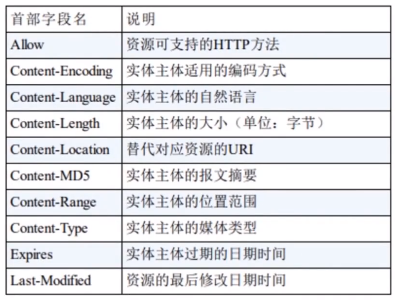 首部字段名 说明
Allow 资源可支持的HTTP方法
Content-Encoding 实体主体适用的编码方式
Content-Language 实体主体的自然语言
Content-Length 实体主体的大小（单位：字节）
Content-Location 替代对应资源的URI
Content-MD5 实体主体的报文摘要
Content-Range 实体主体的位置范围
Content-Type 实体主体的媒体类型
Expires 实体主体过期的日期时间
Last-Modified 资源的最后修改日期时间